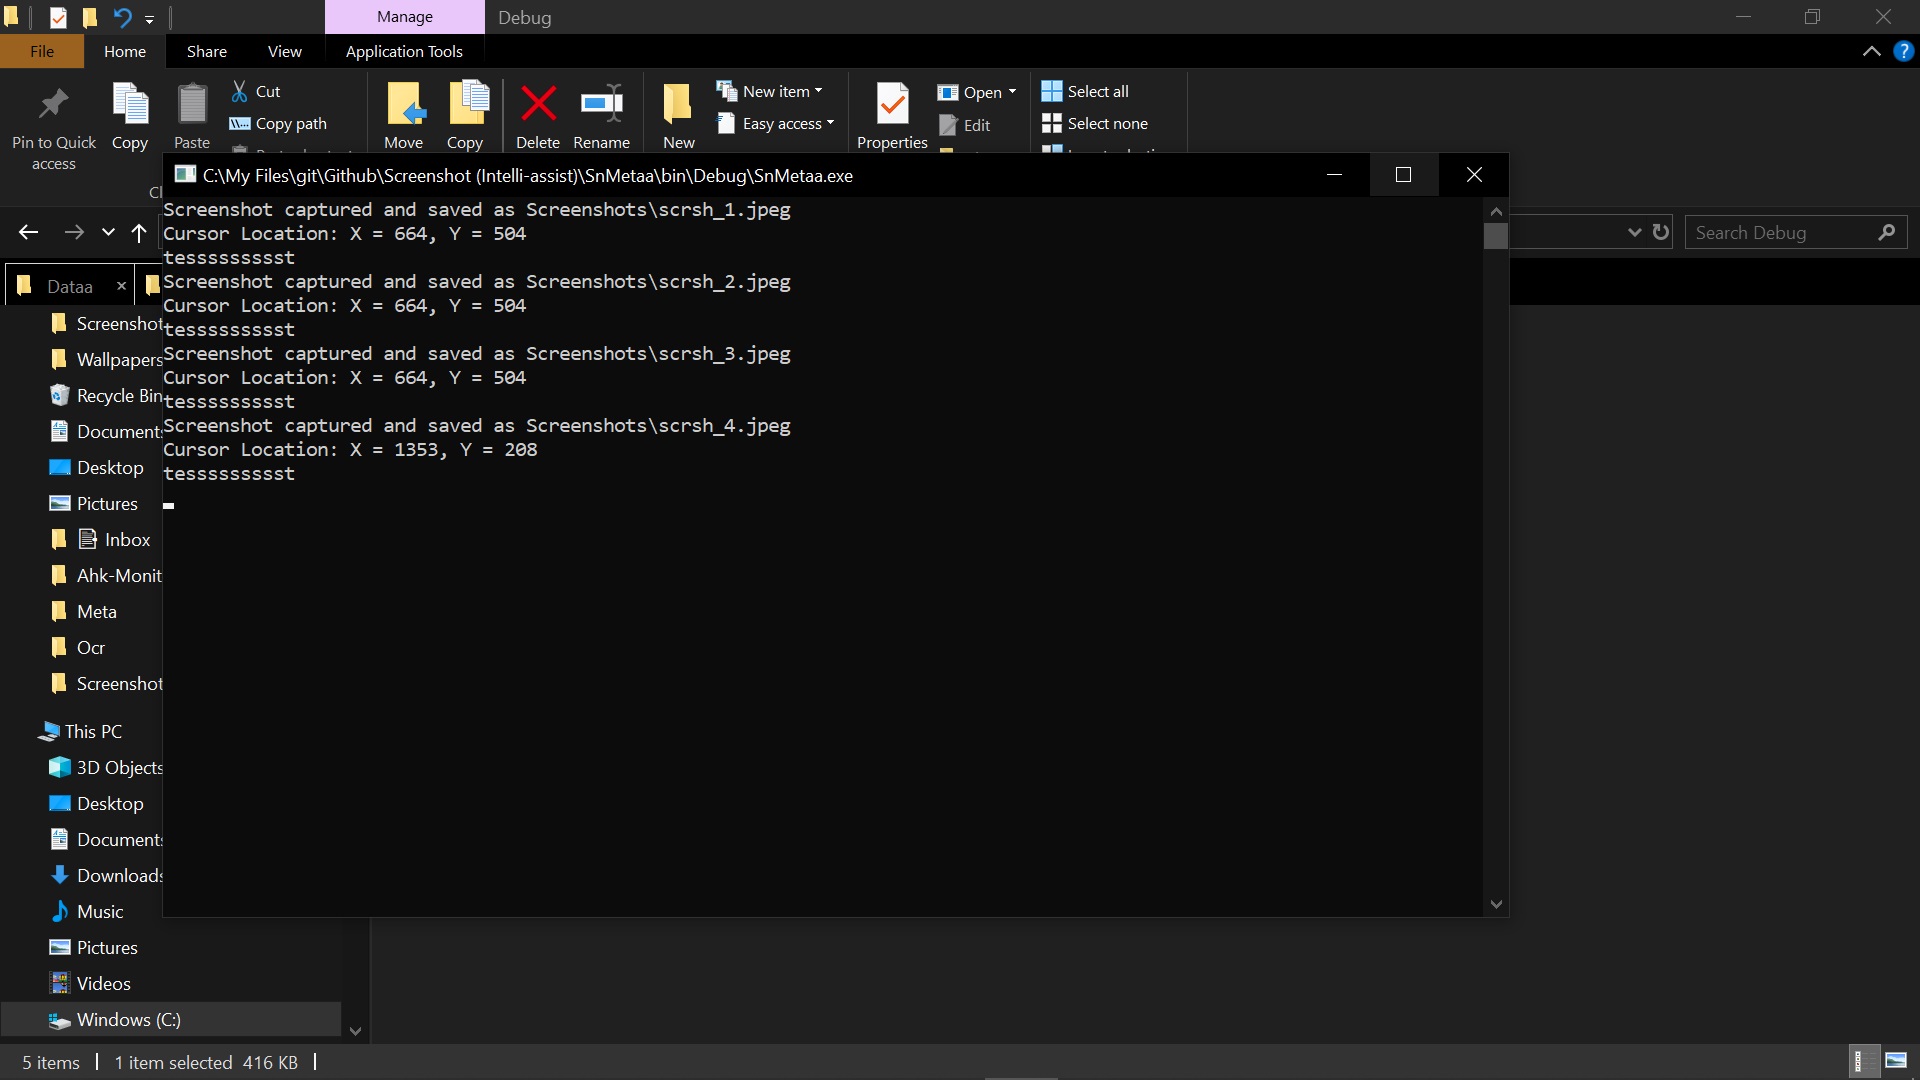 Manage
Debug
File
Home
Share
View
Application Tools
Pin to Quick access
Copy
Paste
Cut
Copy path
Move
Copy
Delete
Rename
New
New item
Easy access
Properties
Open
Edit
Select all
Select none
C:\My Files\git\Github\Screenshot (Intelli-assist)\SnMetaa\bin\Debug\SnMetaa.exe
Screenshot captured and saved as Screenshots\scrsh_1.jpeg
Cursor Location: X = 664, Y = 504
tesssssssssst
Screenshot captured and saved as Screenshots\scrsh_2.jpeg
Cursor Location: X = 664, Y = 504
tesssssssssst
Screenshot captured and saved as Screenshots\scrsh_3.jpeg
Cursor Location: X = 664, Y = 504
tesssssssssst
Screenshot captured and saved as Screenshots\scrsh_4.jpeg
Cursor Location: X = 1353, Y = 208
tesssssssssst
Search Debug
Dataa
Screenshot
Wallpapers
Recycle Bin
Document
Desktop
Pictures
Inbox
Ahk-Monit
Meta
Ocr
Screenshot
This PC
3D Objects
Desktop
Document
Downloads
Music
Pictures
Videos
Windows (C:)
5 items
1 item selected 416 KB